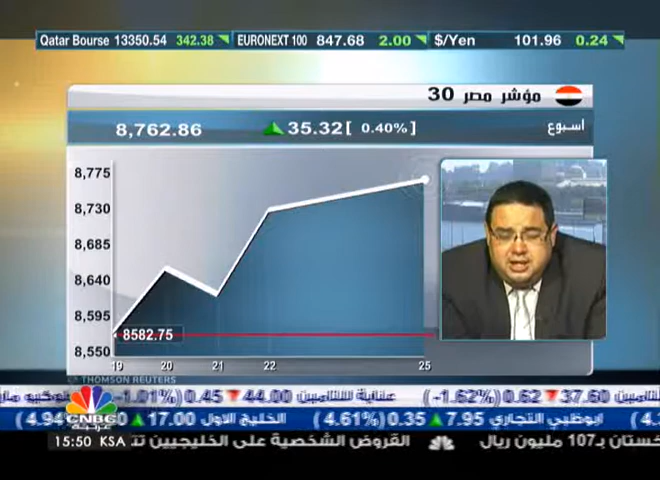 Qatar Bourse 13350.54 342.38 EURONEXT 100 847.68 2.00 $/Yen 101.96 0.24
مؤشر مصر 30
8,762.86 35.32[ 0.40%] اسبوع
8,775
8,730
8,685
8,640
8,595
8,550
8582.75
19 20 21 22 25
THOMSON REUTERS
37.60 0.62 (-1.62%) عناية للتامين 44.00 0.45 -1.01%)
ابوظبي التجاري 7.95 0.35 (4.61%) الخليج الاول 17.00 (4.94
CNBC
عربية
15:50 KSA
خستان بـ107 مليون ريال القروض الشخصية على الخليجيين